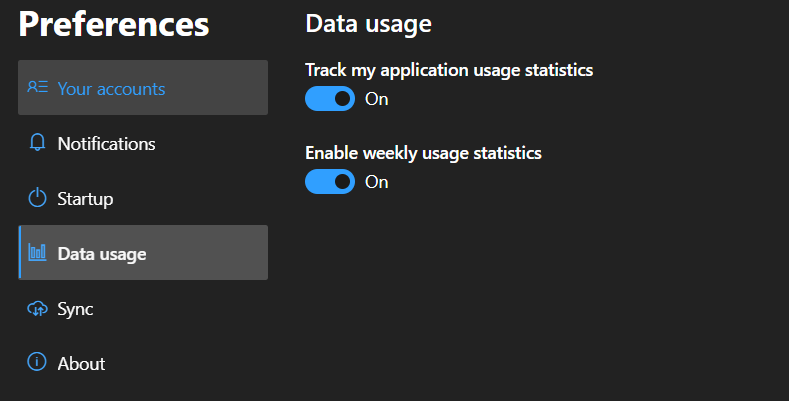 Preferences
Your accounts
Notifications
Startup
Data usage
Sync
About
Data usage
Track my application usage statistics
On
Enable weekly usage statistics
On